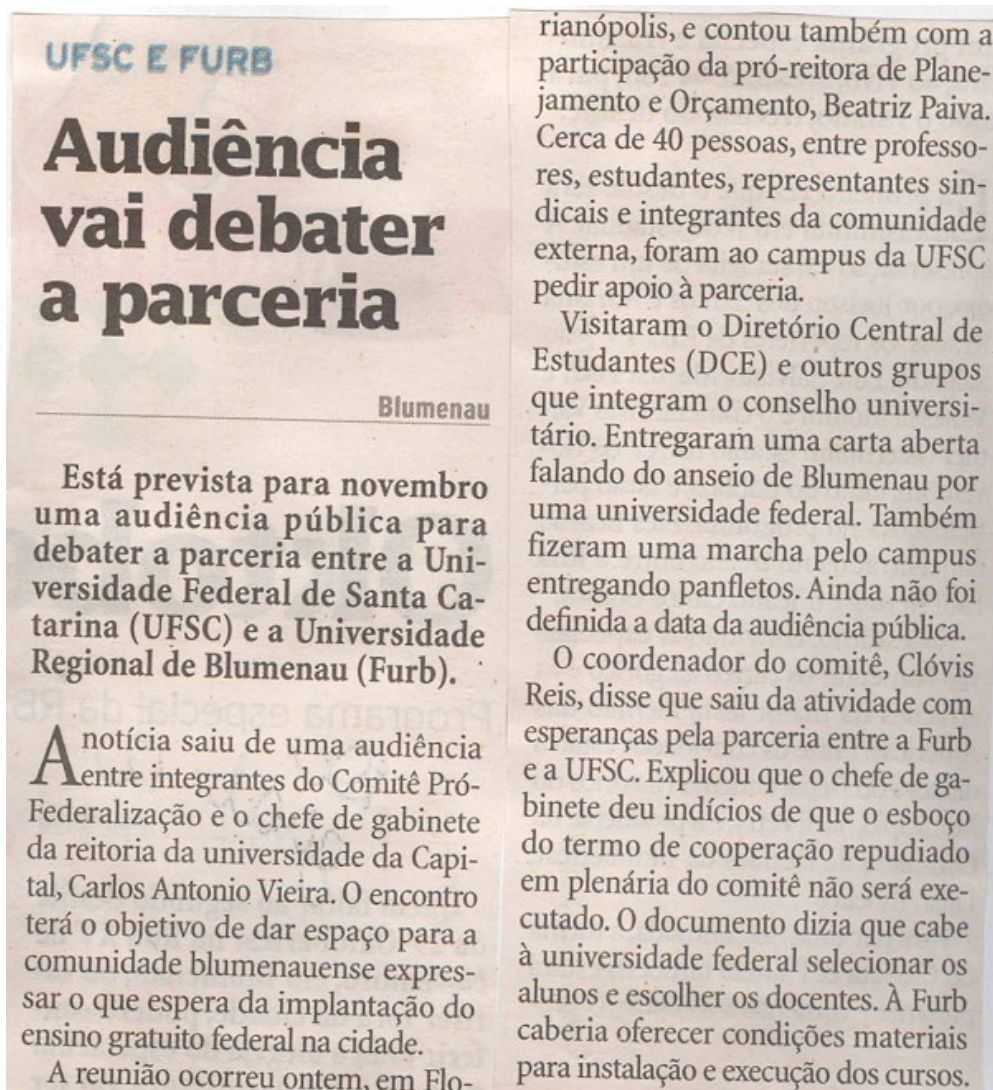 UFSC E FURB
Audiência
vai debater
a parceria
Blumenau
Está prevista para novembro
uma audiência pública para
debater a parceria entre a Uni-
versidade Federal de Santa Ca-
tarina (UFSC) e a Universidade
Regional de Blumenau (Furb).
A notícia saiu de uma audiência
entre integrantes do Comitê Pró-
Federalização e o chefe de gabinete
da reitoria da universidade da Capi-
tal, Carlos Antonio Vieira. O encontro
terá o objetivo de dar espaço para a
comunidade blumenauense expres-
sar o que espera da implantação do
ensino gratuito federal na cidade.
A reunião ocorreu ontem, em Flo-
rianópolis, e contou também com a
participação da pró-reitora de Plane-
jamento e Orçamento, Beatriz Paiva.
Cerca de 40 pessoas, entre professo-
res, estudantes, representantes sin-
dicais e integrantes da comunidade
externa, foram ao campus da UFSC
pedir apoio à parceria.
Visitaram o Diretório Central de
Estudantes (DCE) e outros grupos
que integram o conselho universi-
tário. Entregaram uma carta aberta
falando do anseio de Blumenau por
uma universidade federal. Também
fizeram uma marcha pelo campus
entregando panfletos. Ainda não foi
definida a data da audiência pública.
O coordenador do comitê, Clóvis
Reis, disse que saiu da atividade com
esperanças pela parceria entre a Furb
e a UFSC. Explicou que o chefe de ga-
binete deu indícios de que o esboço
do termo de cooperação repudiado
em plenária do comitê não será exe-
cutado. O documento dizia que cabe
à universidade federal selecionar os
alunos e escolher os docentes. À Furb
caberia oferecer condições materiais
para instalação e execução dos cursos.